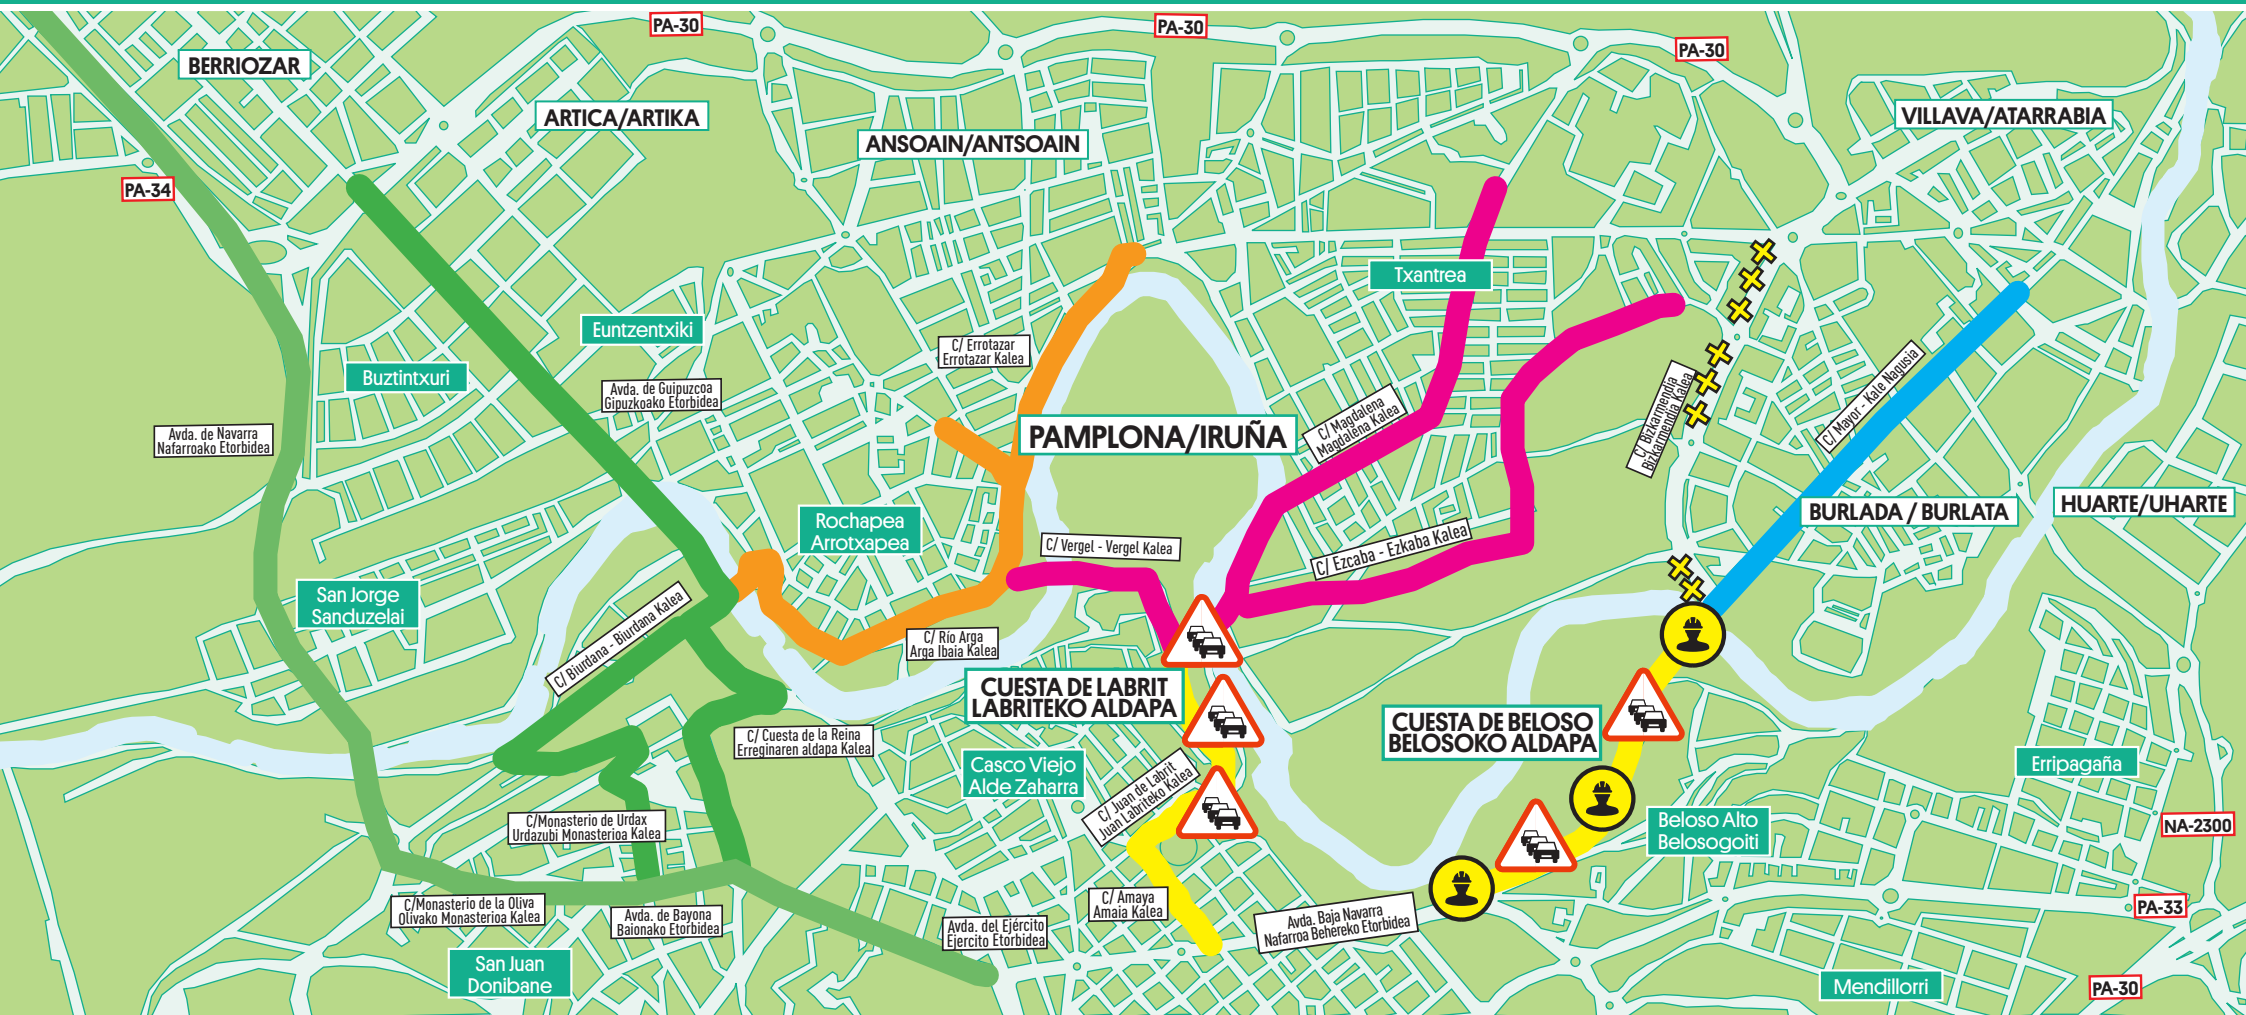 PA-30
PA-30
PA-30
BERRIOZAR
ARTICA/ARTIKA
ANSOAIN/ANTSOAIN
VILLAVA/ATARRABIA
PA-34
Txantrea
Euntzentxiki
C/ Errotazar
Errotazar Kalea
Buztintxuri
Avda. de Guipuzcoa
Gipuzkoako Etorbidea
C/ Mayor - Kale Nagusia
C/ Bizkarmendia
Bizkarmendia Kalea
C/ Magdalena
Magdalena Kalea
Avda. de Navarra
Nafarroako Etorbidea
PAMPLONA/IRUÑA
BURLADA / BURLATA
HUARTE/UHARTE
Rochapea
Arrotxapea
C/ Vergel - Vergel Kalea
C/ Ezcaba - Ezkaba Kalea
San Jorge
Sanduzelai
C/ Biurdana - Biurdana Kalea
C/ Río Arga
Arga Ibaia Kalea
CUESTA DE LABRIT
LABRITEKO ALDAPA
CUESTA DE BELOSO
BELOSOKO ALDAPA
C/ Cuesta de la Reina
Erreginaren aldapa Kalea
Casco Viejo
Alde Zaharra
C/ Juan de Labrit
Juan Labriteko Kalea
Erripagaña
C/Monasterio de Urdax
Urdazubi Monasterioa Kalea
Beloso Alto
Belosogoiti
NA-2300
C/Monasterio de la Oliva
Olivako Monasterioa Kalea
Avda. de Bayona
Baionako Etorbidea
Avda. del Ejército
Ejercito Etorbidea
C/ Amaya
Amaia Kalea
Avda. Baja Navarra
Nafarroa Behereko Etorbidea
PA-33
San Juan
Donibane
Mendillorri
PA-30